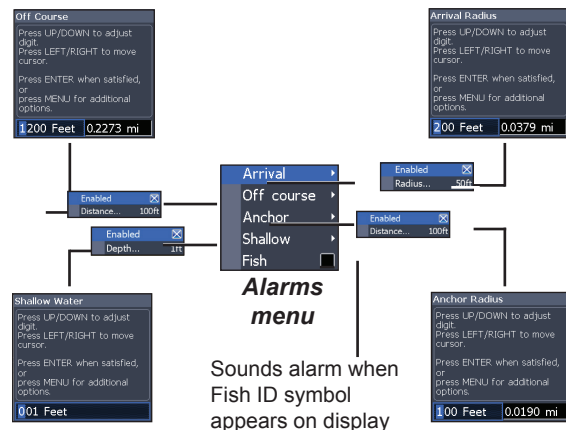 Off Course
Press UP/DOWN to adjust
digit.
Press LEFT/RIGHT to move
cursor.
Press ENTER when satisfied,
or
press MENU for additional
options.
1200 Feet 0.2273 mi
Arrival Radius
Press UP/DOWN to adjust
digit.
Press LEFT/RIGHT to move
cursor.
Press ENTER when satisfied,
or
press MENU for additional
options.
200 Feet 0.0379 mi
Enabled
Distance... 100ft
Enabled
Depth... 1ft
Arrival
Off course
Anchor
Shallow
Fish
Enabled
Radius... 50ft
Enabled
Distance... 100ft
Alarms
menu
Shallow Water
Press UP/DOWN to adjust
digit.
Press LEFT/RIGHT to move
cursor.
Press ENTER when satisfied,
or
press MENU for additional
options.
001 Feet
Sounds alarm when
Fish ID symbol
appears on display
Anchor Radius
Press UP/DOWN to adjust
digit.
Press LEFT/RIGHT to move
cursor.
Press ENTER when satisfied,
or
press MENU for additional
options.
100 Feet 0.0190 mi